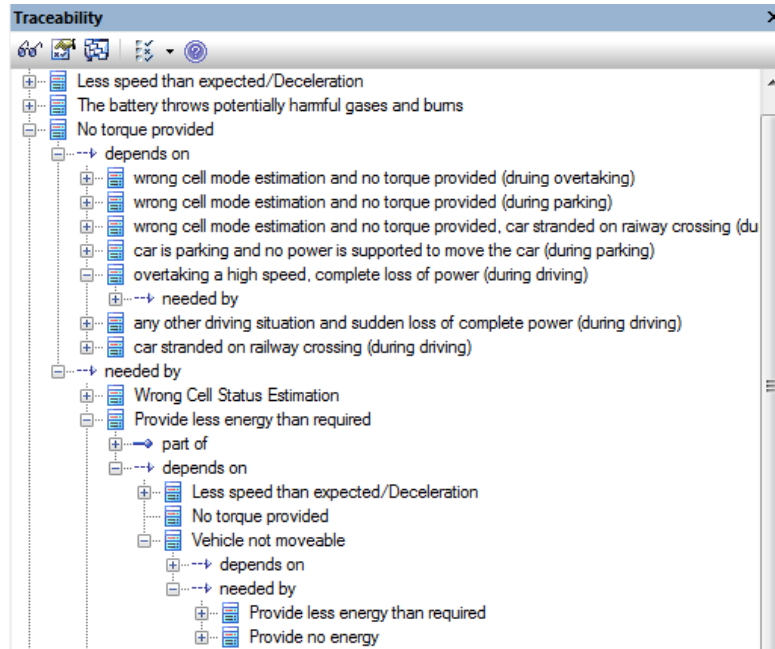 Traceability
Less speed than expected/Deceleration
The battery throws potentially harmful gases and burns
No torque provided
depends on
wrong cell mode estimation and no torque provided (druing overtaking)
wrong cell mode estimation and no torque provided (during parking)
wrong cell mode estimation and no torque provided, car stranded on raiway crossing (du
car is parking and no power is supported to move the car (during parking)
overtaking a high speed, complete loss of power (during driving)
needed by
any other driving situation and sudden loss of complete power (during driving)
car stranded on railway crossing (during driving)
needed by
Wrong Cell Status Estimation
Provide less energy than required
part of
depends on
Less speed than expected/Deceleration
No torque provided
Vehicle not moveable
depends on
needed by
Provide less energy than required
Provide no energy